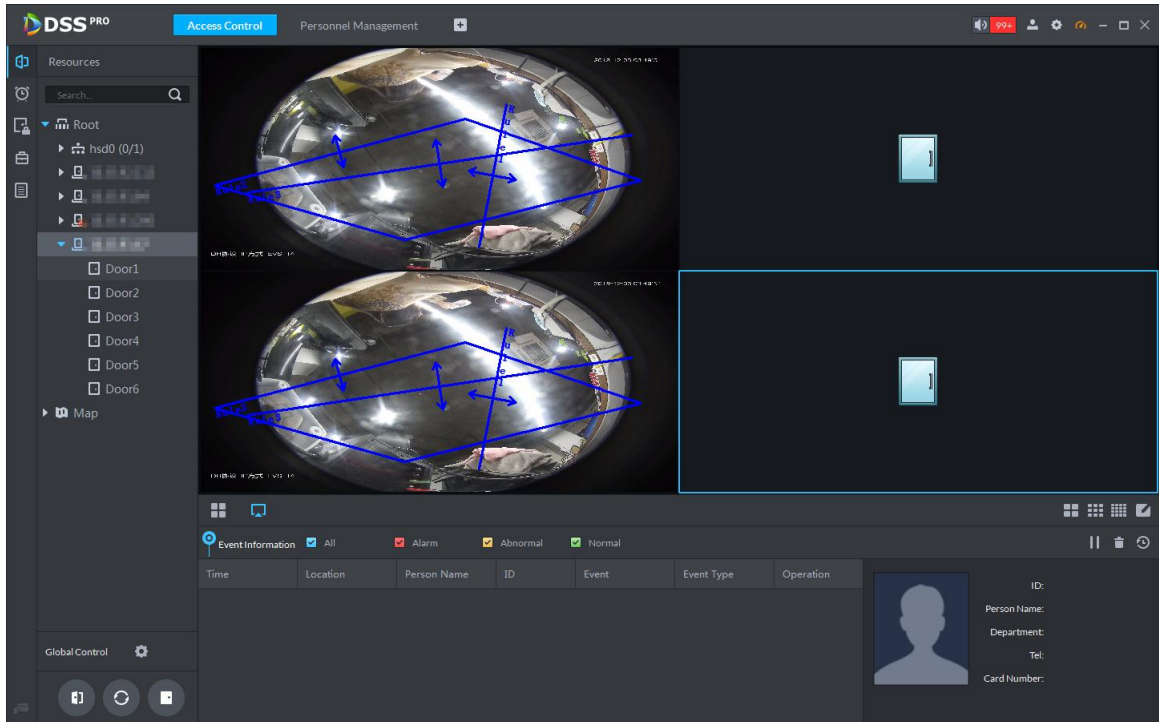 DSS PRO
Access Control
Personnel Management
99+
Resources
Search...
Root
hsd0 (0/1)
Door1
Door2
Door3
Door4
Door5
Door6
Map
Global Control
Event Information
All
Alarm
Abnormal
Normal
Time Location Person Name ID Event Event Type Operation
ID:
Person Name:
Department:
Tel:
Card Number: